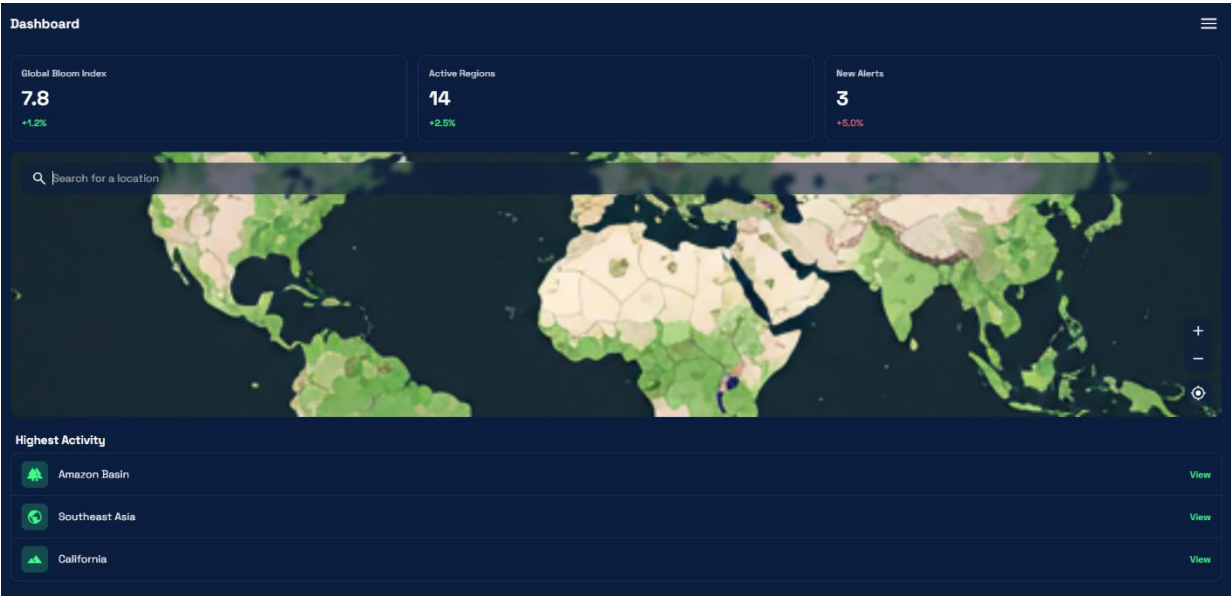 Dashboard
Global Bloom Index
7.8
+1.2%
Active Regions
14
+2.5%
New Alerts
3
+5.0%
Search for a location
+
−
Highest Activity
Amazon Basin
View
Southeast Asia
View
California
View